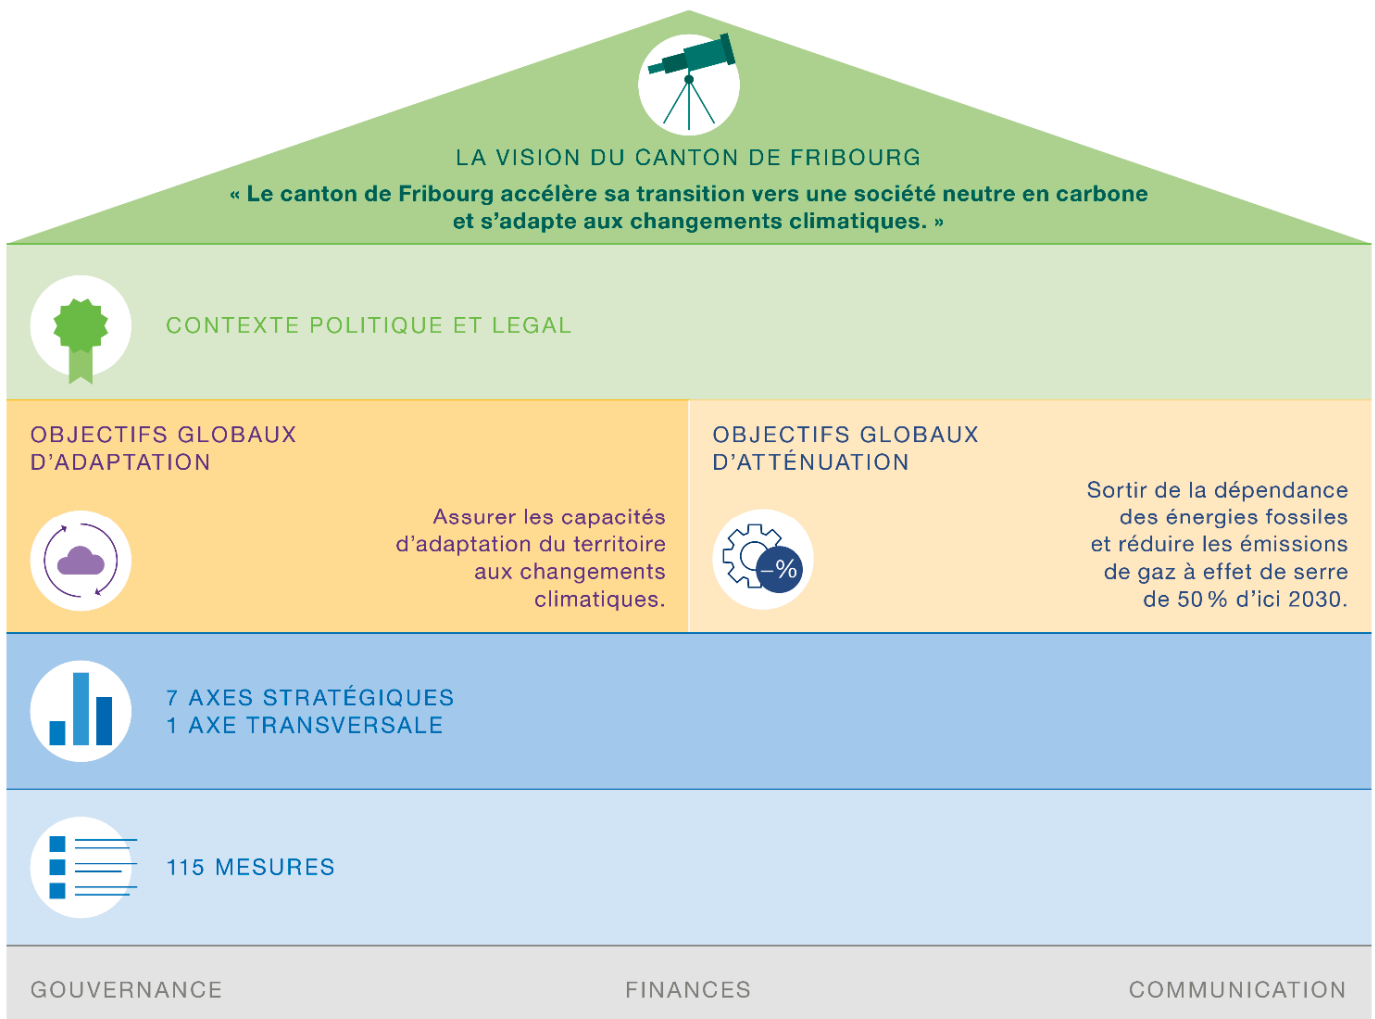 LA VISION DU CANTON DE FRIBOURG
« Le canton de Fribourg accélère sa transition vers une société neutre en carbone
et s’adapte aux changements climatiques. »
CONTEXTE POLITIQUE ET LEGAL
OBJECTIFS GLOBAUX
D’ADAPTATION
Assurer les capacités
d’adaptation du territoire
aux changements
climatiques.
OBJECTIFS GLOBAUX
D’ATTÉNUATION
Sortir de la dépendance
des énergies fossiles
et réduire les émissions
de gaz à effet de serre
de 50 % d’ici 2030.
–%
7 AXES STRATÉGIQUES
1 AXE TRANSVERSALE
115 MESURES
GOUVERNANCE
FINANCES
COMMUNICATION